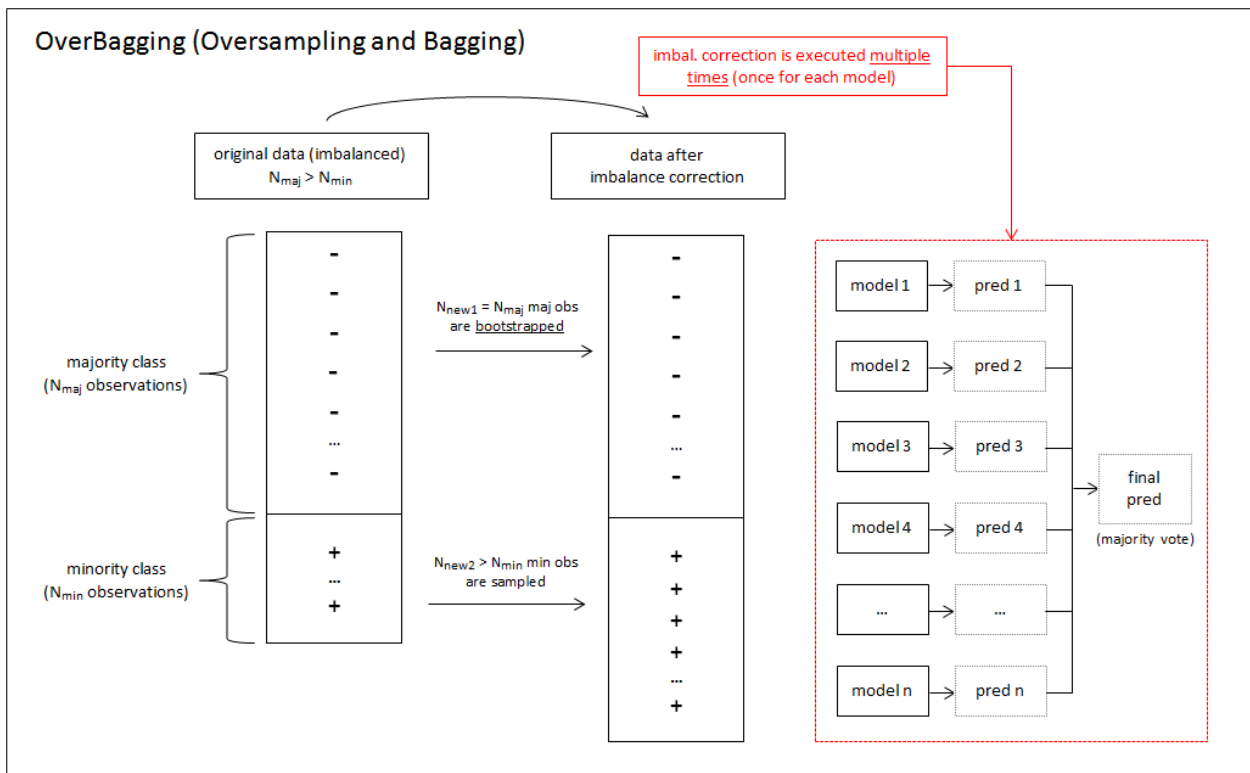 OverBagging (Oversampling and Bagging)
imbal. correction is executed multiple
times (once for each model)
original data (imbalanced)
Nmaj > Nmin
data after
imbalance correction
majority class
(Nmaj observations)
-
-
-
-
-
...
-
Nnew1 = Nmaj maj obs
are bootstrapped
-
-
-
-
-
...
-
minority class
(Nmin observations)
+
...
+
Nnew2 > Nmin min obs
are sampled
+
+
+
+
...
+
model 1
pred 1
model 2
pred 2
model 3
pred 3
model 4
pred 4
...
...
model n
pred n
final
pred
(majority vote)